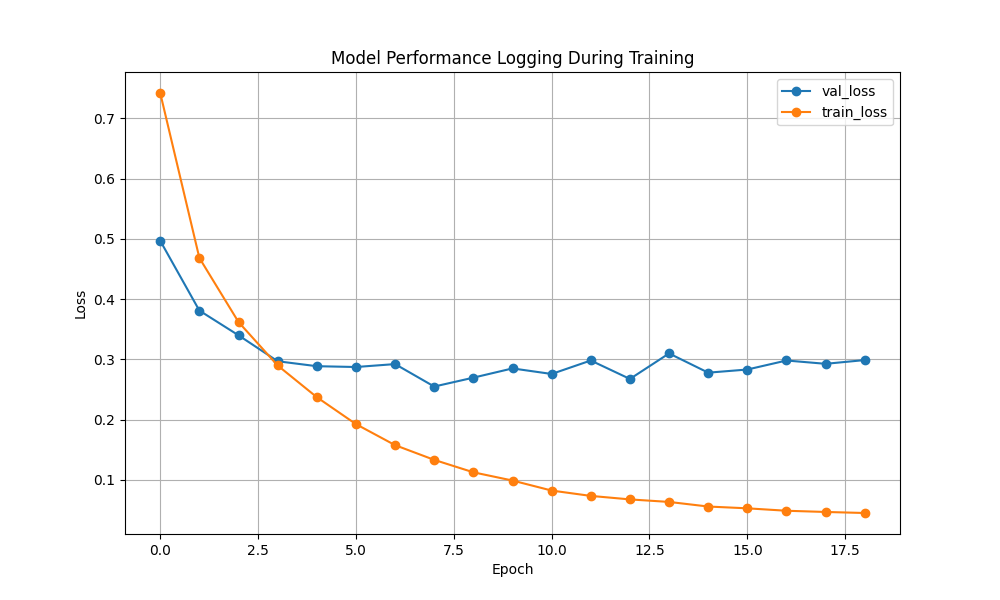 Model Performance Logging During Training
val_loss
train_loss
0.7
0.6
0.5
0.4
0.3
0.2
0.1
Loss
0.0 2.5 5.0 7.5 10.0 12.5 15.0 17.5
Epoch